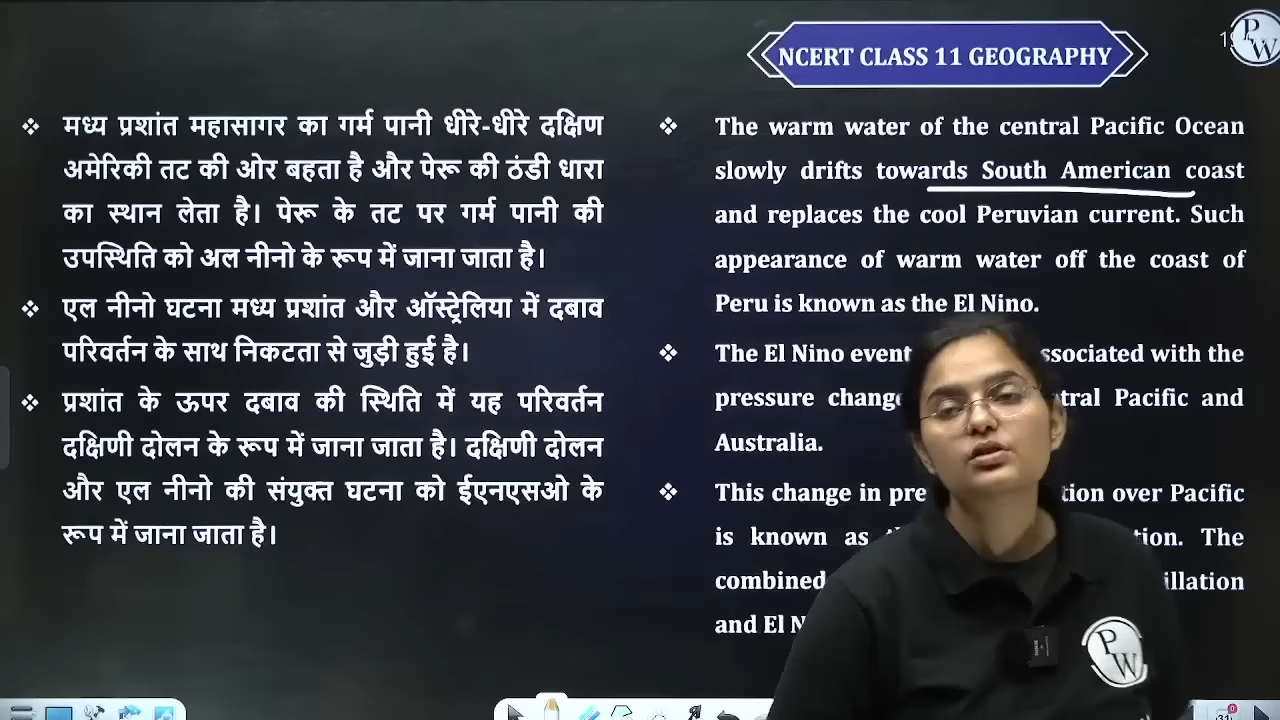 NCERT CLASS 11 GEOGRAPHY
PW
❖ मध्य प्रशांत महासागर का गर्म पानी धीरे-धीरे दक्षिण
अमेरिकी तट की ओर बहता है और पेरू की ठंडी धारा
का स्थान लेता है। पेरू के तट पर गर्म पानी की
उपस्थिति को अल नीनो के रूप में जाना जाता है।
❖ एल नीनो घटना मध्य प्रशांत और ऑस्ट्रेलिया में दबाव
परिवर्तन के साथ निकटता से जुड़ी हुई है।
❖ प्रशांत के ऊपर दबाव की स्थिति में यह परिवर्तन
दक्षिणी दोलन के रूप में जाना जाता है। दक्षिणी दोलन
और एल नीनो की संयुक्त घटना को ईएनएसओ के
रूप में जाना जाता है।
❖ The warm water of the central Pacific Ocean
slowly drifts towards South American coast
and replaces the cool Peruvian current. Such
appearance of warm water off the coast of
Peru is known as the El Nino.
❖ The El Nino event ssociated with the
pressure change tral Pacific and
Australia.
❖ This change in pre tion over Pacific
is known as tion. The
combined illation
and El N
PW